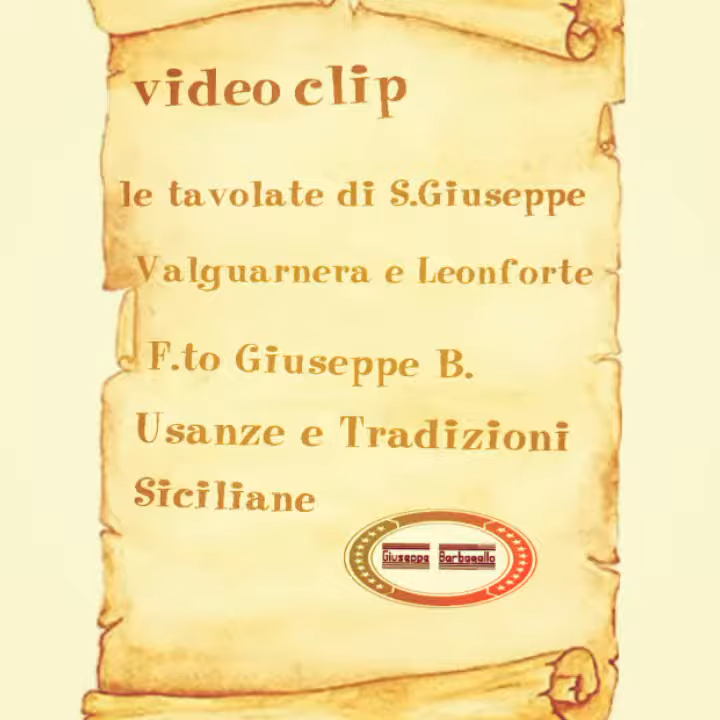 video clip
le tavolate di S.Giuseppe
Valguarnera e Leonforte
F.to Giuseppe B.
Usanze e Tradizioni
Siciliane
Giuseppe Barbagallo